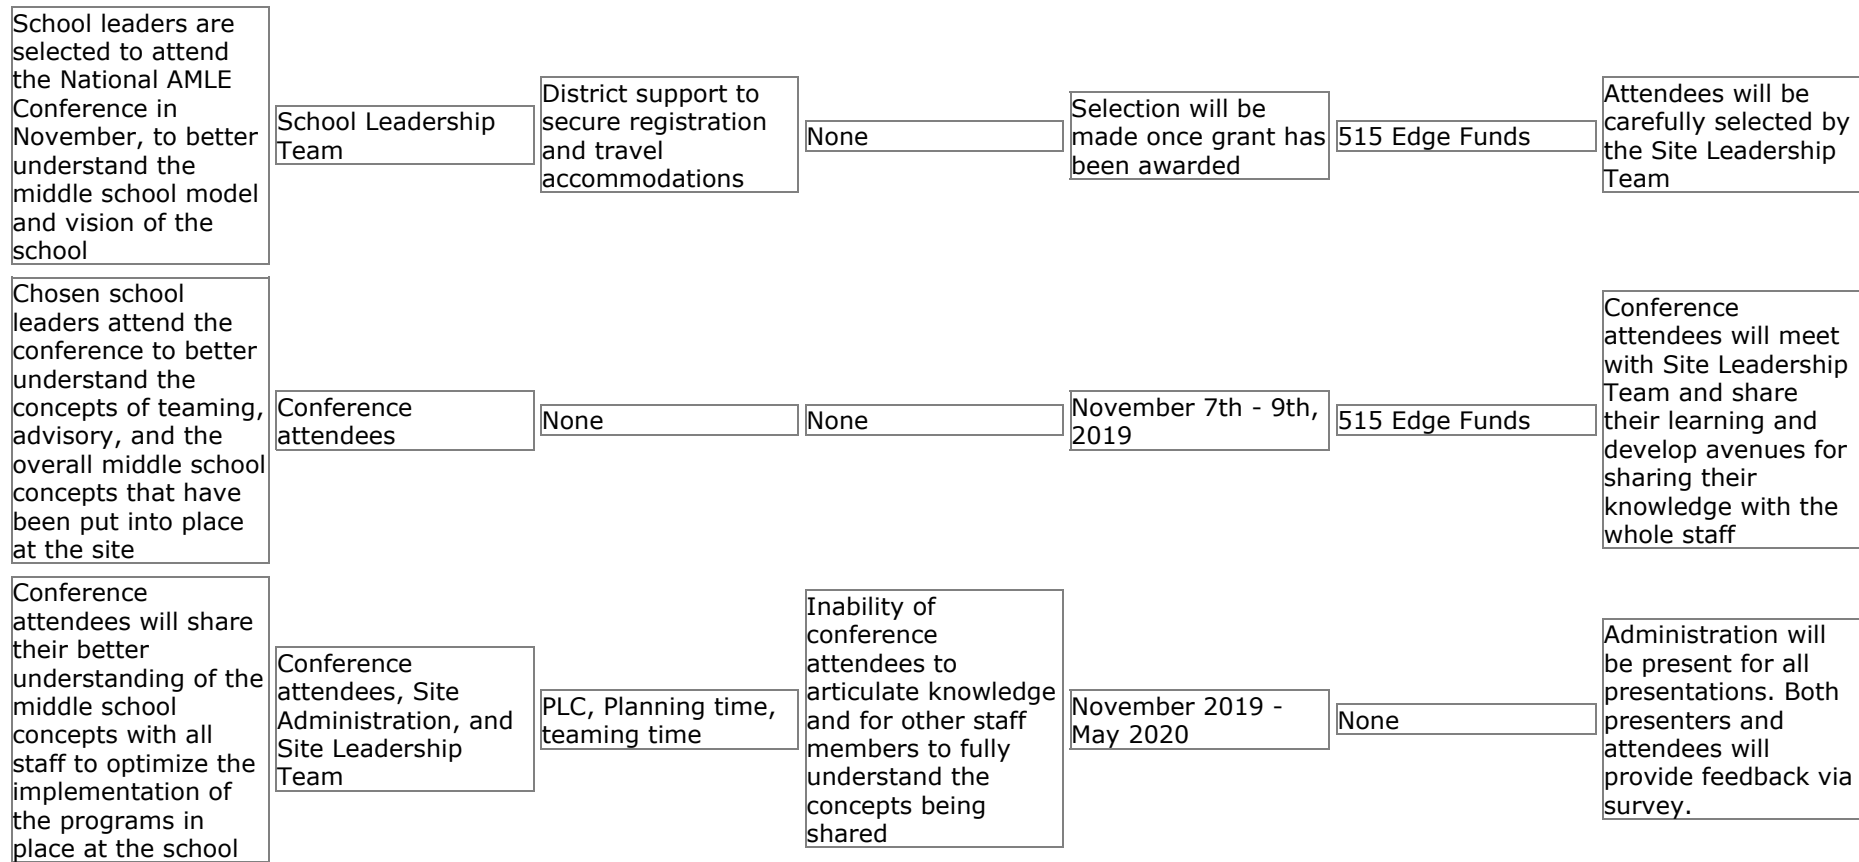 School leaders are
selected to attend
the National AMLE
Conference in
November, to better
understand the
middle school model
and vision of the
school
School Leadership
Team
District support to
secure registration
and travel
accommodations
None
Selection will be
made once grant has
been awarded
515 Edge Funds
Attendees will be
carefully selected by
the Site Leadership
Team
Chosen school
leaders attend the
conference to better
understand the
concepts of teaming,
advisory, and the
overall middle school
concepts that have
been put into place
at the site
Conference
attendees
None
None
November 7th - 9th,
2019
515 Edge Funds
Conference
attendees will meet
with Site Leadership
Team and share
their learning and
develop avenues for
sharing their
knowledge with the
whole staff
Conference
attendees will share
their better
understanding of the
middle school
concepts with all
staff to optimize the
implementation of
the programs in
place at the school
Conference
attendees, Site
Administration, and
Site Leadership
Team
PLC, Planning time,
teaming time
Inability of
conference
attendees to
articulate knowledge
and for other staff
members to fully
understand the
concepts being
shared
November 2019 -
May 2020
None
Administration will
be present for all
presentations. Both
presenters and
attendees will
provide feedback via
survey.